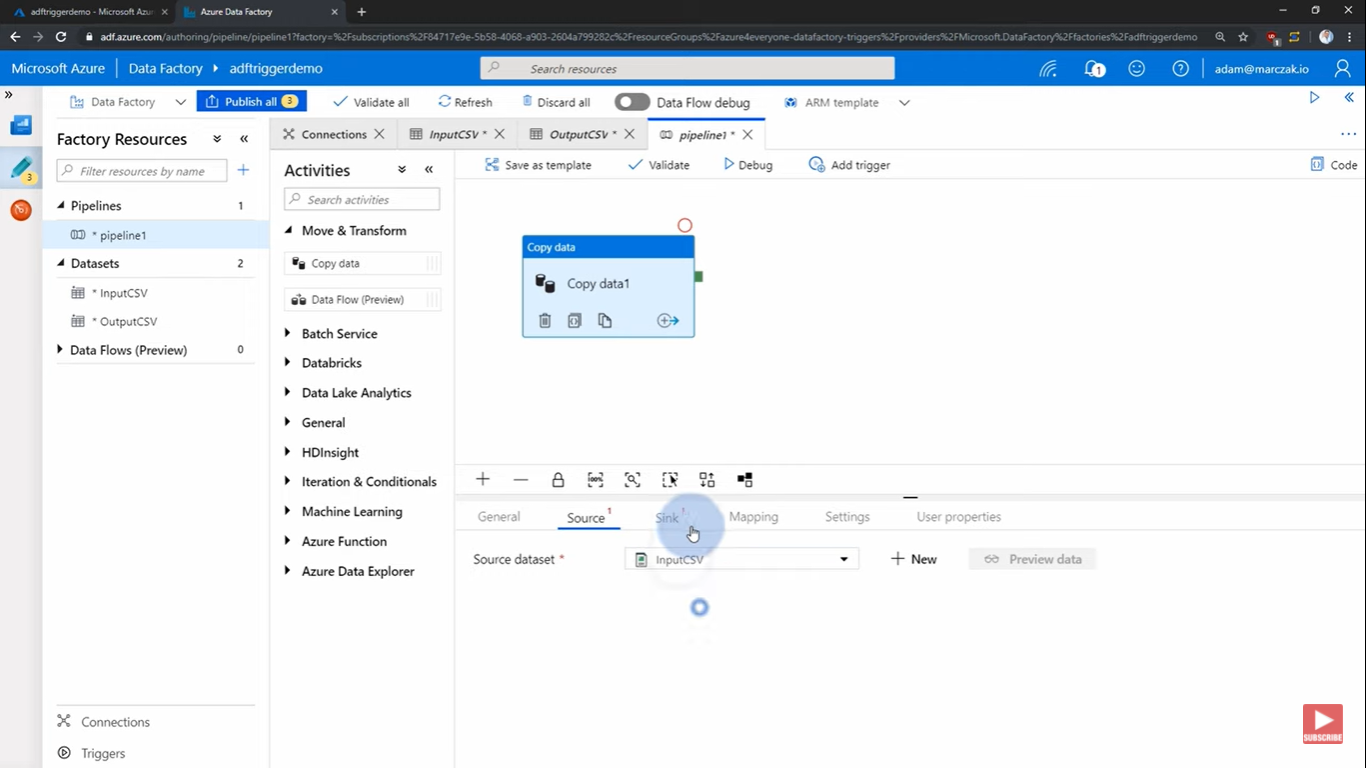 adftriggerdemo - Microsoft Azu
Azure Data Factory
adf.azure.com/authoring/pipeline/pipeline1?factory=%2Fsubscriptions%2F84717e9e-5b58-4068-a903-2604a799282c%2FresourceGroups%2Fazure4everyone-datafactory-triggers%2Fproviders%2FMicrosoft.DataFactory%2Ffactories%2Fadftriggerdemo
Microsoft Azure
Data Factory
adftriggerdemo
Search resources
1
adam@marczak.io
Data Factory
Publish all 3
Validate all
Refresh
Discard all
Data Flow debug
ARM template
3
Factory Resources
Filter resources by name
Pipelines 1
* pipeline1
Datasets 2
* InputCSV
* OutputCSV
Data Flows (Preview) 0
Connections
Triggers
Connections
InputCSV *
OutputCSV *
pipeline1 *
Activities
Search activities
Move & Transform
Copy data
Data Flow (Preview)
Batch Service
Databricks
Data Lake Analytics
General
HDInsight
Iteration & Conditionals
Machine Learning
Azure Function
Azure Data Explorer
Save as template
Validate
Debug
Add trigger
Code
Copy data
Copy data1
100%
General
Source 1
Sink 1
Mapping
Settings
User properties
Source dataset *
InputCSV
New
Preview data
SUBSCRIBE